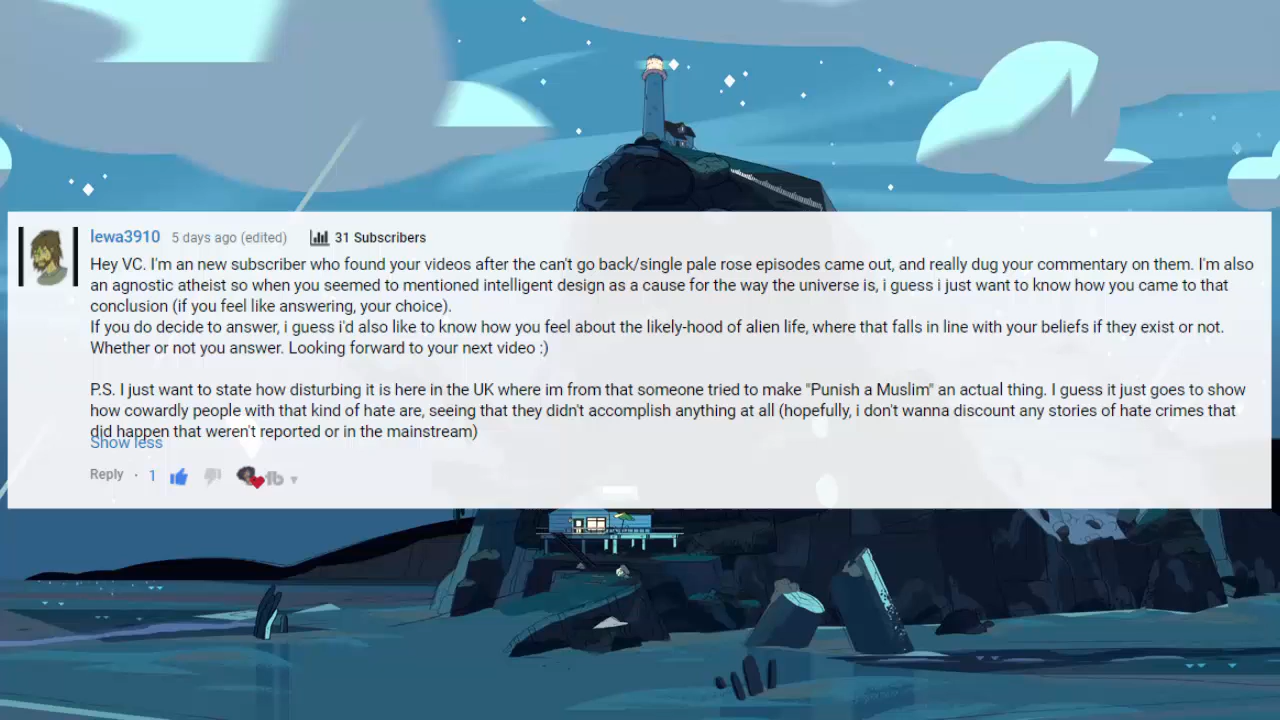 lewa3910 5 days ago (edited) 31 Subscribers
Hey VC. I'm an new subscriber who found your videos after the can't go back/single pale rose episodes came out, and really dug your commentary on them. I'm also
an agnostic atheist so when you seemed to mentioned intelligent design as a cause for the way the universe is, i guess i just want to know how you came to that
conclusion (if you feel like answering, your choice).
If you do decide to answer, i guess i'd also like to know how you feel about the likely-hood of alien life, where that falls in line with your beliefs if they exist or not.
Whether or not you answer. Looking forward to your next video :)
P.S. I just want to state how disturbing it is here in the UK where im from that someone tried to make "Punish a Muslim" an actual thing. I guess it just goes to show
how cowardly people with that kind of hate are, seeing that they didn't accomplish anything at all (hopefully, i don't wanna discount any stories of hate crimes that
did happen that weren't reported or in the mainstream)
Show less
Reply · 1